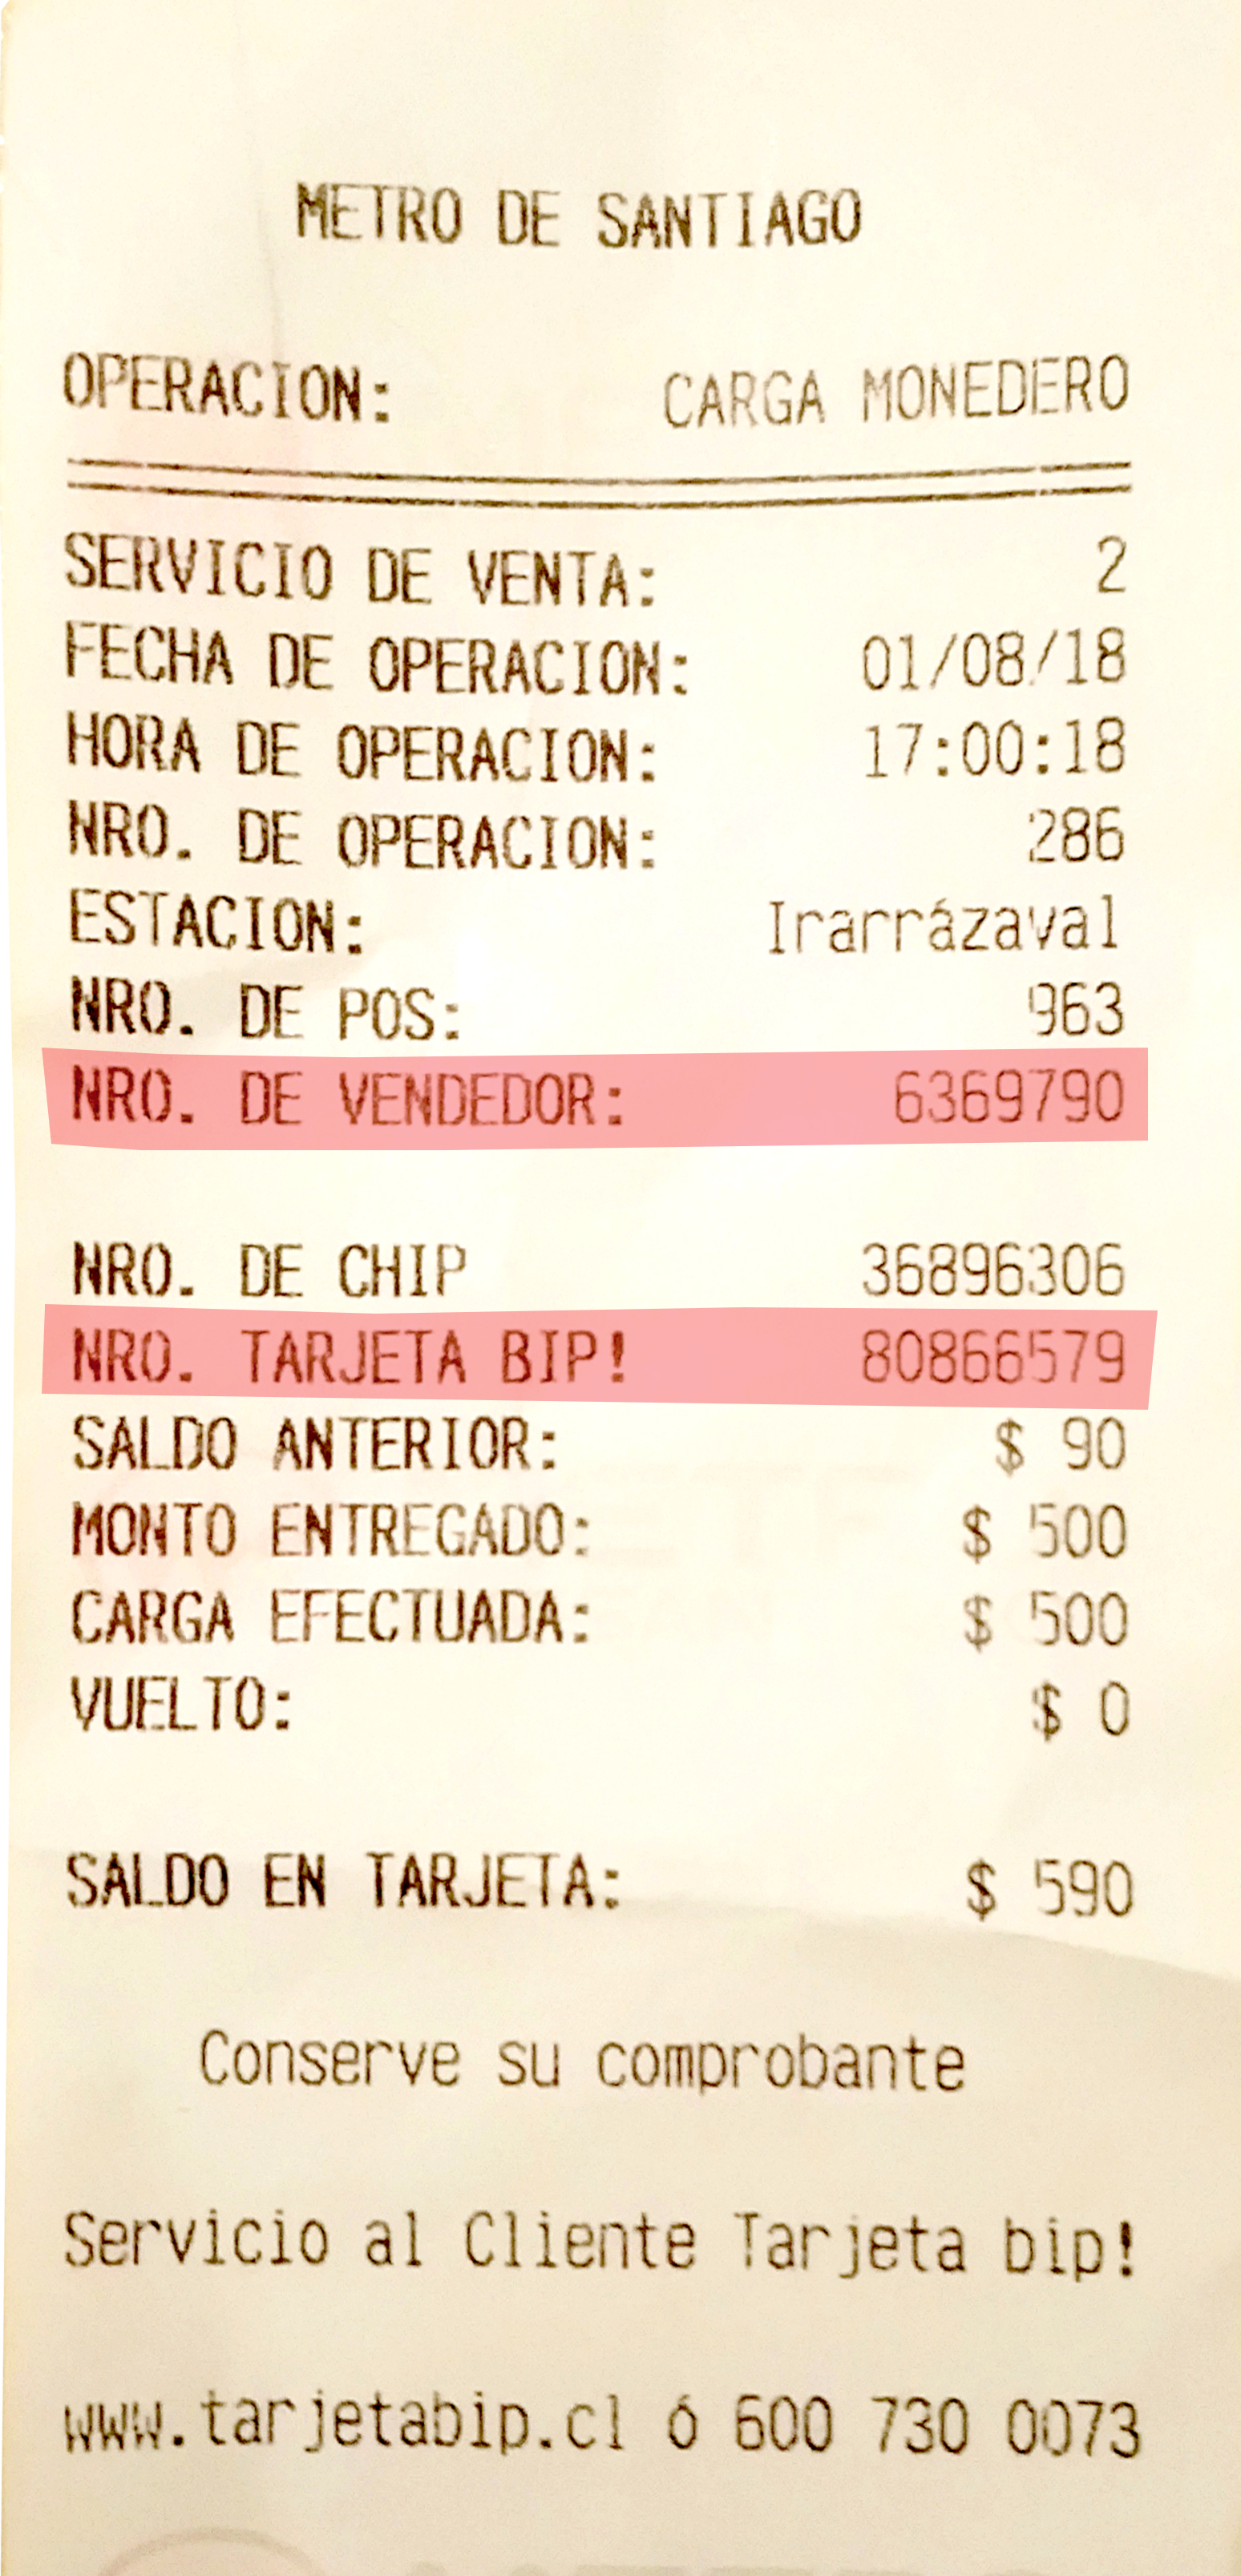 METRO DE SANTIAGO
OPERACION: CARGA MONEDERO
SERVICIO DE VENTA: 2
FECHA DE OPERACION: 01/08/18
HORA DE OPERACION: 17:00:18
NRO. DE OPERACION: 286
ESTACION: Irarrázaval
NRO. DE POS: 963
NRO. DE VENDEDOR: 6369790
NRO. DE CHIP 36896306
NRO. TARJETA BIP! 80866579
SALDO ANTERIOR: $ 90
MONTO ENTREGADO: $ 500
CARGA EFECTUADA: $ 500
VUELTO: $ 0
SALDO EN TARJETA: $ 590
Conserve su comprobante
Servicio al Cliente Tarjeta bip!
www.tarjetabip.cl ó 600 730 0073